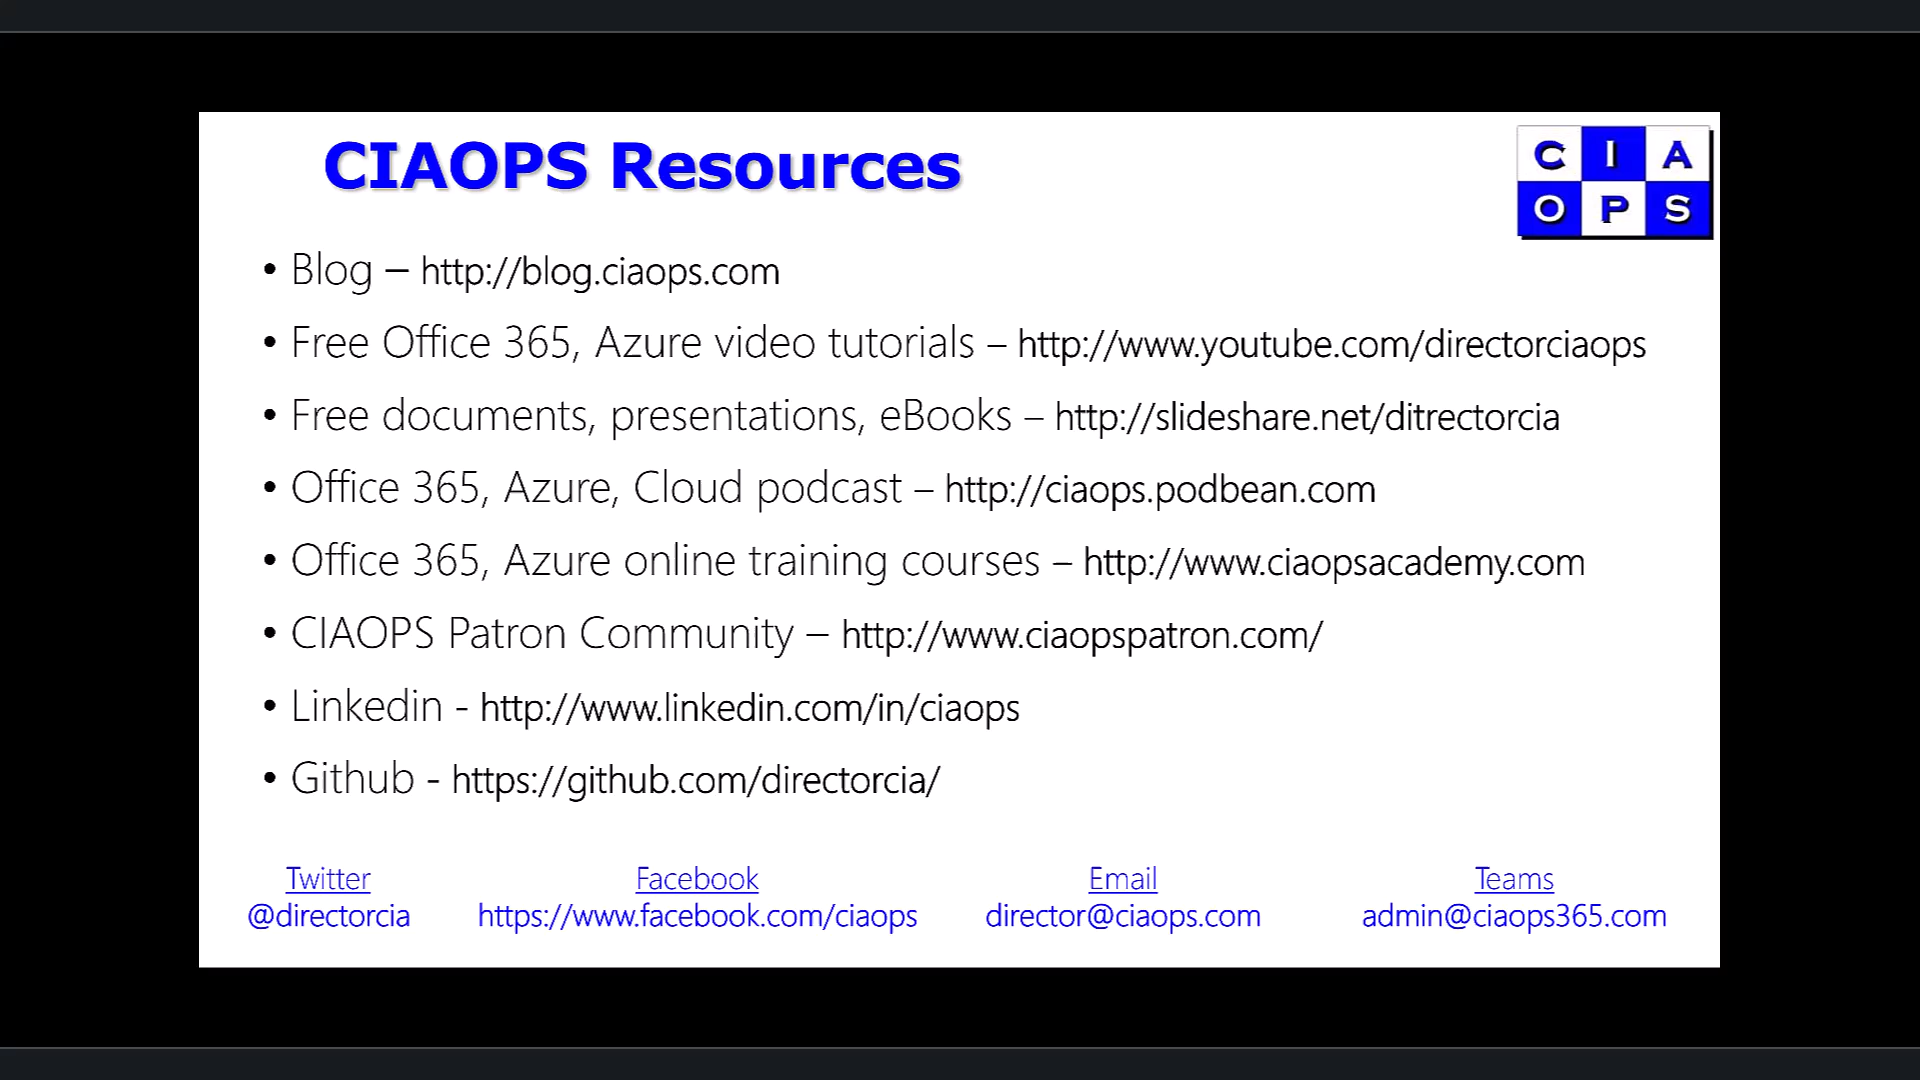 CIAOPS Resources
C I A
O P S
• Blog – http://blog.ciaops.com
• Free Office 365, Azure video tutorials – http://www.youtube.com/directorciaops
• Free documents, presentations, eBooks – http://slideshare.net/ditrectorcia
• Office 365, Azure, Cloud podcast – http://ciaops.podbean.com
• Office 365, Azure online training courses – http://www.ciaopsacademy.com
• CIAOPS Patron Community – http://www.ciaopspatron.com/
• Linkedin - http://www.linkedin.com/in/ciaops
• Github - https://github.com/directorcia/
Twitter Facebook Email Teams
@directorcia https://www.facebook.com/ciaops director@ciaops.com admin@ciaops365.com